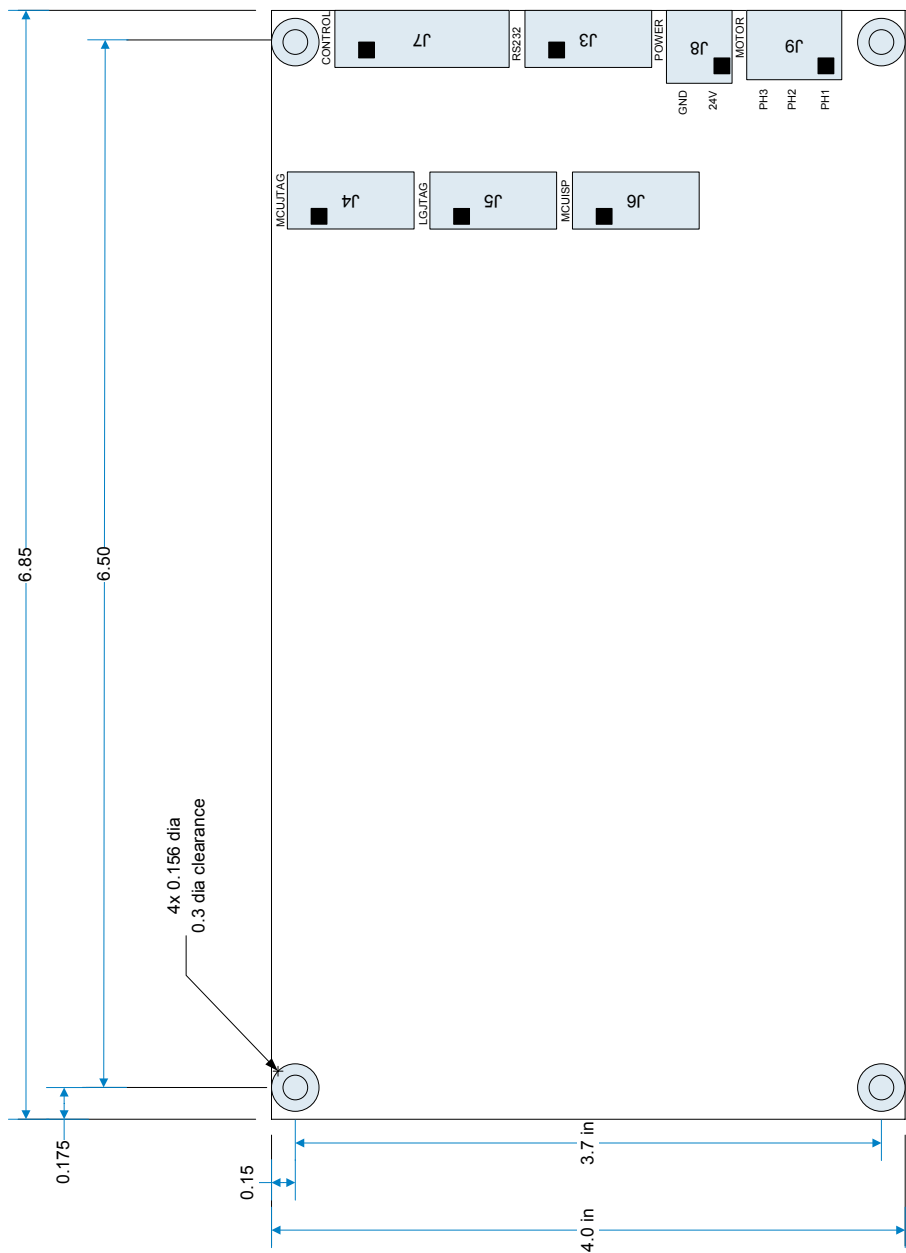 CONTROL
J7
RS232
J3
POWER
J8
MOTOR
J9
GND
24V
PH3
PH2
PH1
MCUJTAG
J4
LGJTAG
J5
MCUISP
J6
6.85
6.50
4x 0.156 dia
0.3 dia clearance
0.175
0.15
3.7 in
4.0 in